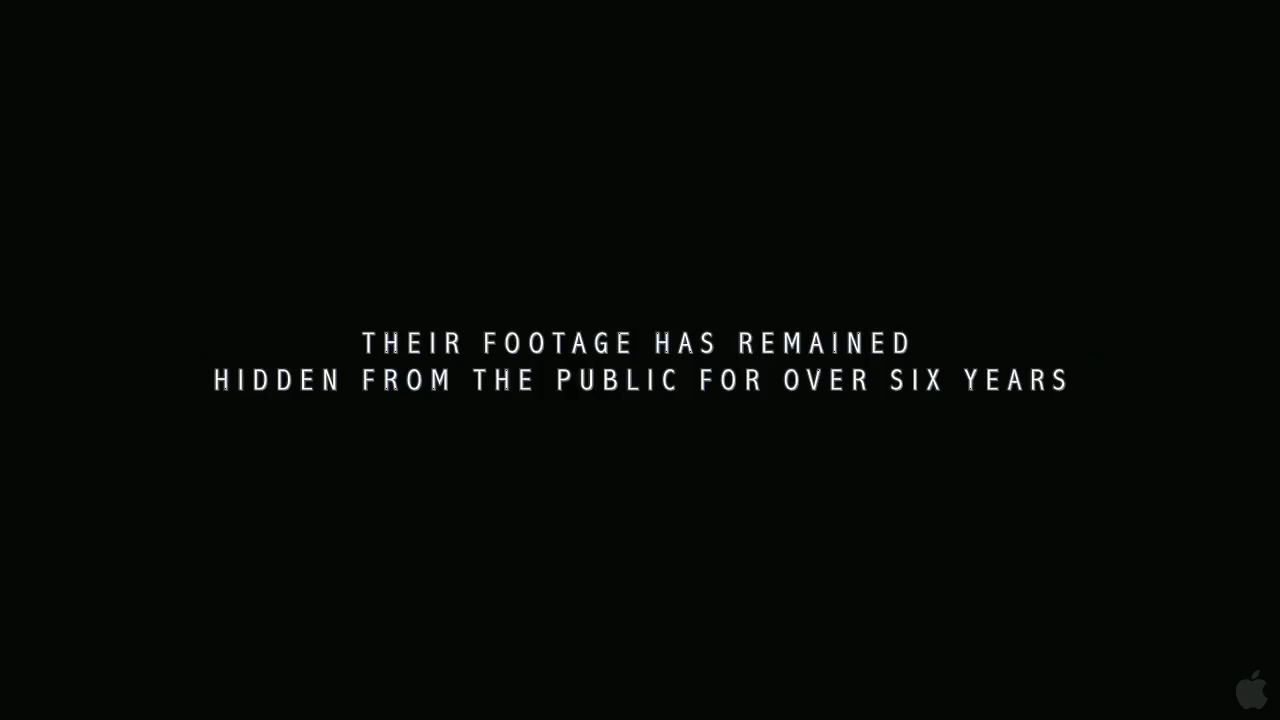 THEIR FOOTAGE HAS REMAINED
HIDDEN FROM THE PUBLIC FOR OVER SIX YEARS